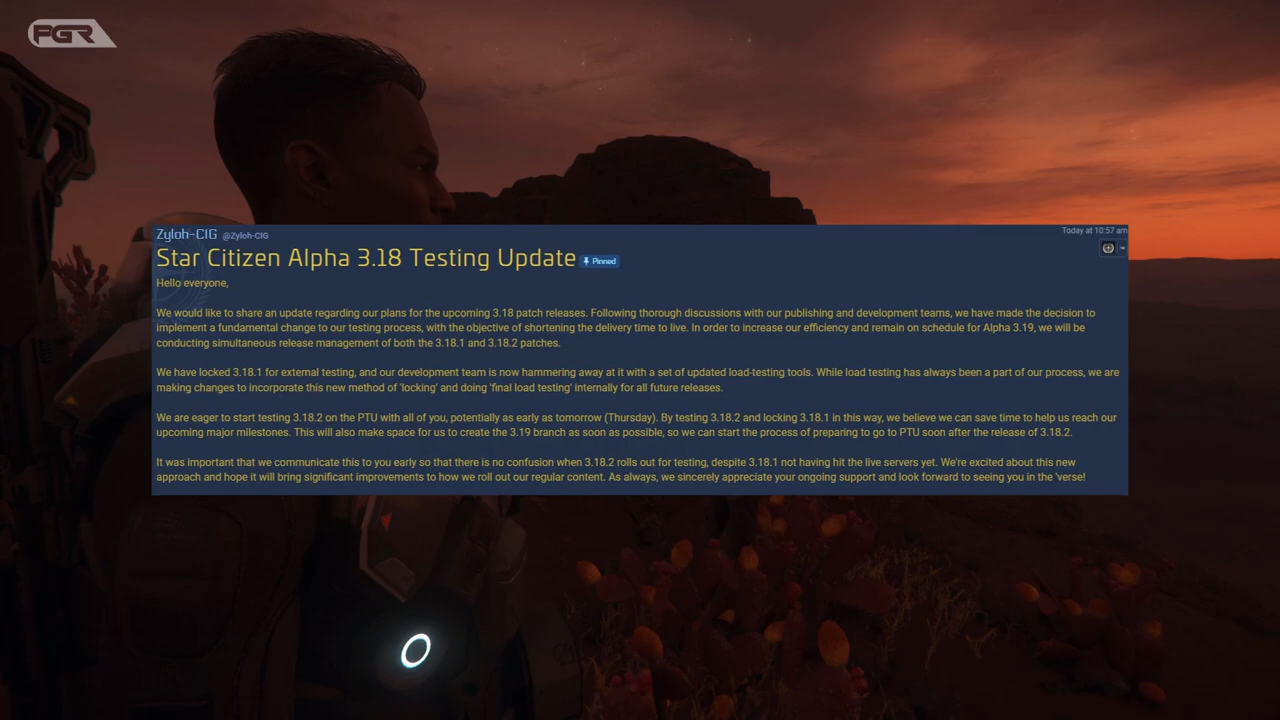 PGR
Zyloh-CIG @Zyloh-CIG
Today at 10:57 am
Star Citizen Alpha 3.18 Testing Update Pinned
Hello everyone,
We would like to share an update regarding our plans for the upcoming 3.18 patch releases. Following thorough discussions with our publishing and development teams, we have made the decision to
implement a fundamental change to our testing process, with the objective of shortening the delivery time to live. In order to increase our efficiency and remain on schedule for Alpha 3.19, we will be
conducting simultaneous release management of both the 3.18.1 and 3.18.2 patches.
We have locked 3.18.1 for external testing, and our development team is now hammering away at it with a set of updated load-testing tools. While load testing has always been a part of our process, we are
making changes to incorporate this new method of 'locking' and doing 'final load testing' internally for all future releases.
We are eager to start testing 3.18.2 on the PTU with all of you, potentially as early as tomorrow (Thursday). By testing 3.18.2 and locking 3.18.1 in this way, we believe we can save time to help us reach our
upcoming major milestones. This will also make space for us to create the 3.19 branch as soon as possible, so we can start the process of preparing to go to PTU soon after the release of 3.18.2.
It was important that we communicate this to you early so that there is no confusion when 3.18.2 rolls out for testing, despite 3.18.1 not having hit the live servers yet. We're excited about this new
approach and hope it will bring significant improvements to how we roll out our regular content. As always, we sincerely appreciate your ongoing support and look forward to seeing you in the 'verse!